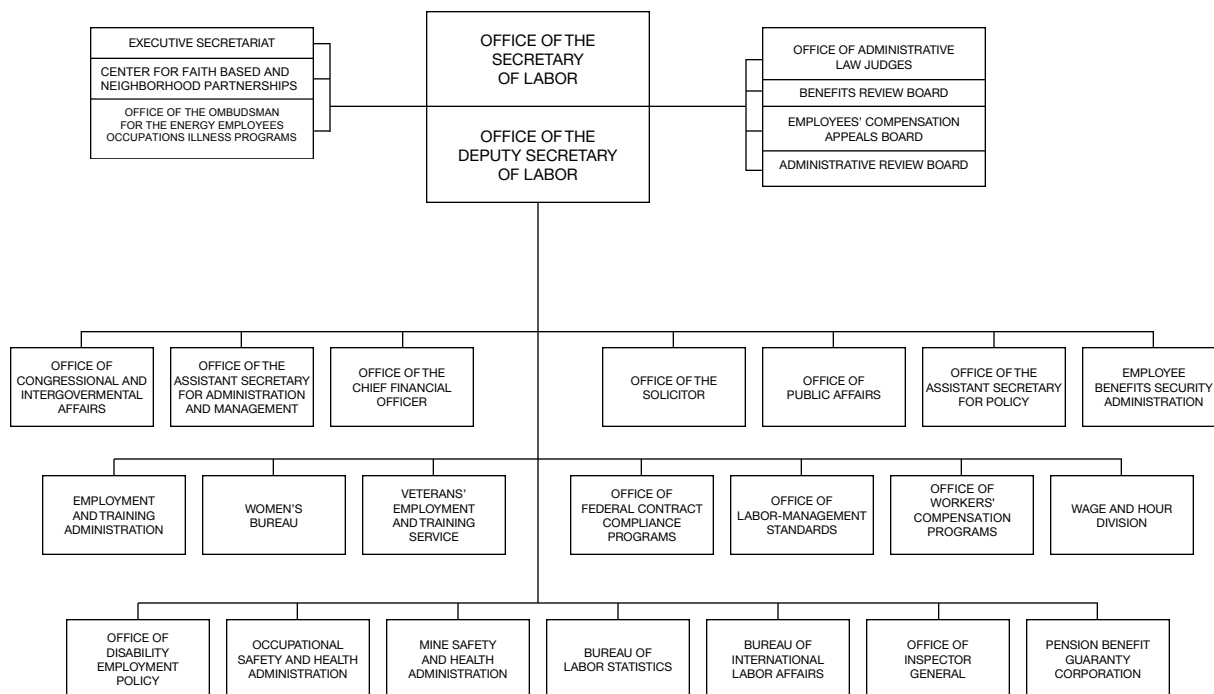 EXECUTIVE SECRETARIAT
CENTER FOR FAITH BASED AND
NEIGHBORHOOD PARTNERSHIPS
OFFICE OF THE OMBUDSMAN
FOR THE ENERGY EMPLOYEES
OCCUPATIONS ILLNESS PROGRAMS
OFFICE OF THE
SECRETARY
OF LABOR
OFFICE OF THE
DEPUTY SECRETARY
OF LABOR
OFFICE OF ADMINISTRATIVE
LAW JUDGES
BENEFITS REVIEW BOARD
EMPLOYEES' COMPENSATION
APPEALS BOARD
ADMINISTRATIVE REVIEW BOARD
OFFICE OF
CONGRESSIONAL AND
INTERGOVERMENTAL
AFFAIRS
OFFICE OF THE
ASSISTANT SECRETARY
FOR ADMINISTRATION
AND MANAGEMENT
OFFICE OF THE
CHIEF FINANCIAL
OFFICER
OFFICE OF THE
SOLICITOR
OFFICE OF
PUBLIC AFFAIRS
OFFICE OF THE
ASSISTANT SECRETARY
FOR POLICY
EMPLOYEE
BENEFITS SECURITY
ADMINISTRATION
EMPLOYMENT
AND TRAINING
ADMINISTRATION
WOMEN'S
BUREAU
VETERANS'
EMPLOYMENT
AND TRAINING
SERVICE
OFFICE OF
FEDERAL CONTRACT
COMPLIANCE
PROGRAMS
OFFICE OF
LABOR-MANAGEMENT
STANDARDS
OFFICE OF
WORKERS'
COMPENSATION
PROGRAMS
WAGE AND HOUR
DIVISION
OFFICE OF
DISABILITY
EMPLOYMENT
POLICY
OCCUPATIONAL
SAFETY AND HEALTH
ADMINISTRATION
MINE SAFETY
AND HEALTH
ADMINISTRATION
BUREAU OF
LABOR STATISTICS
BUREAU OF
INTERNATIONAL
LABOR AFFAIRS
OFFICE OF
INSPECTOR
GENERAL
PENSION BENEFIT
GUARANTY
CORPORATION